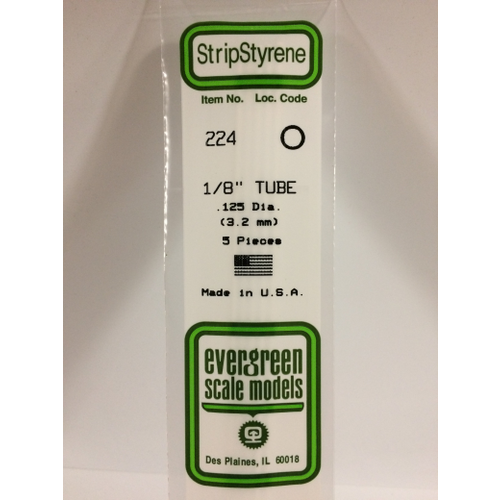 StripStyrene
Item No. Loc. Code
224 O
1/8" TUBE
.125 Dia.
(3.2 mm)
5 Pieces
Made in U.S.A.
evergreen
scale models
Des Plaines, IL 60018